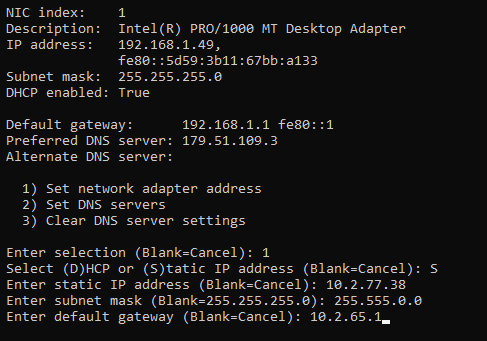 NIC index:    1
Description:  Intel(R) PRO/1000 MT Desktop Adapter
IP address:   192.168.1.49,
              fe80::5d59:3b11:67bb:a133
Subnet mask:  255.255.255.0
DHCP enabled: True
Default gateway:      192.168.1.1 fe80::1
Preferred DNS server: 179.51.109.3
Alternate DNS server:
  1) Set network adapter address
  2) Set DNS servers
  3) Clear DNS server settings
Enter selection (Blank=Cancel): 1
Select (D)HCP or (S)tatic IP address (Blank=Cancel): S
Enter static IP address (Blank=Cancel): 10.2.77.38
Enter subnet mask (Blank=255.255.255.0): 255.555.0.0
Enter default gateway (Blank=Cancel): 10.2.65.1